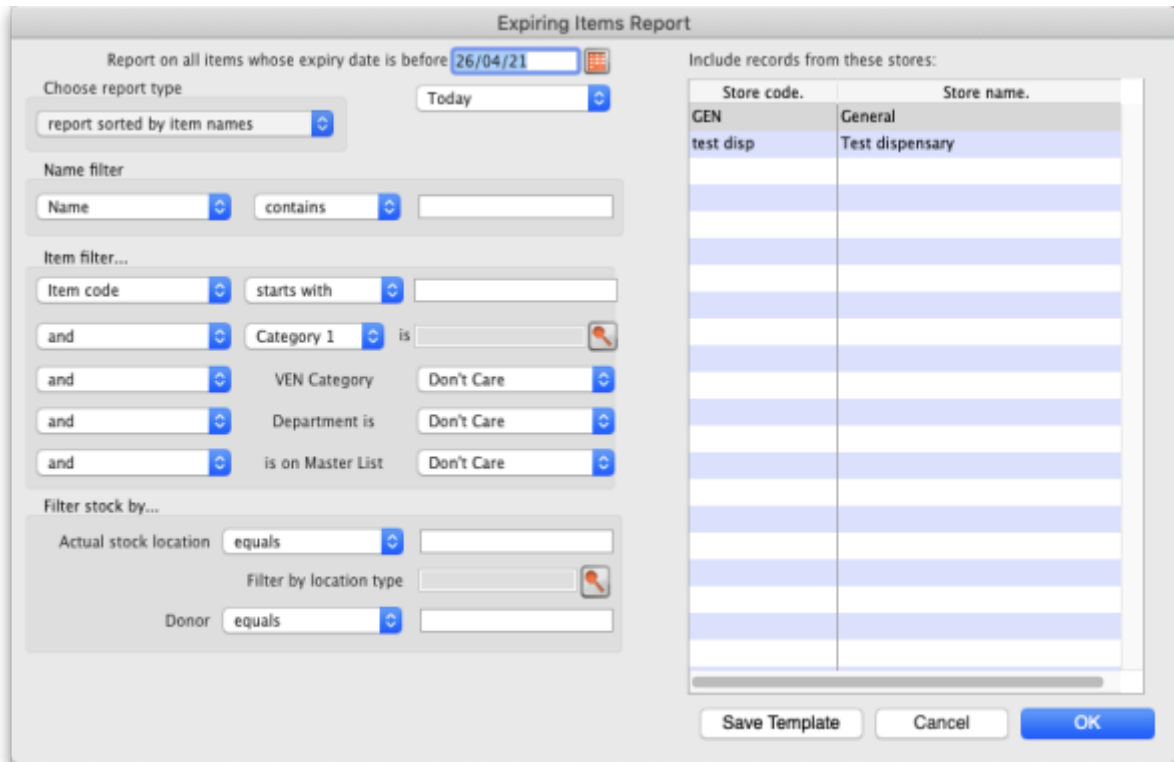 Expiring Items Report
Report on all items whose expiry date is before 26/04/21
Today
Choose report type
report sorted by item names
Name filter
Name contains
Item filter...
Item code starts with
and Category 1 is
and VEN Category Don't Care
and Department is Don't Care
and is on Master List Don't Care
Filter stock by...
Actual stock location equals
Filter by location type
Donor equals
Include records from these stores:
Store code. Store name.
GEN General
test disp Test dispensary
Save Template Cancel OK